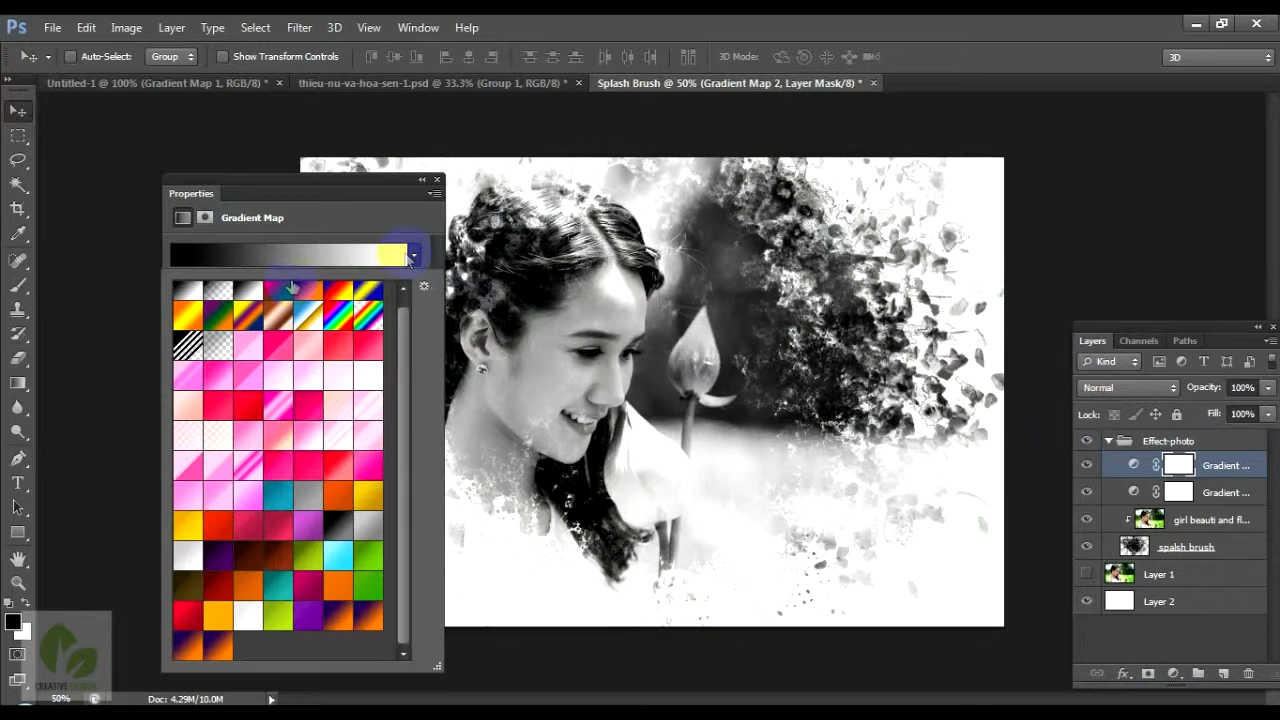 Ps File Edit Image Layer Type Select Filter 3D View Window Help
Auto-Select: Group Show Transform Controls 3D Mode: 3D
Untitled-1 @ 100% (Gradient Map 1, RGB/8) * × thieu-nu-va-hoa-sen-1.psd @ 33.3% (Group 1, RGB/8) * × Splash Brush @ 50% (Gradient Map 2, Layer Mask/8) * ×
Properties
Gradient Map
Layers Channels Paths
Kind
Normal Opacity: 100%
Lock: Fill: 100%
Effect-photo
Gradient ...
Gradient ...
girl beauti and fl...
spalsh brush
Layer 1
Layer 2
CREATIVE DESIGN
50% Doc: 4.29M/10.0M